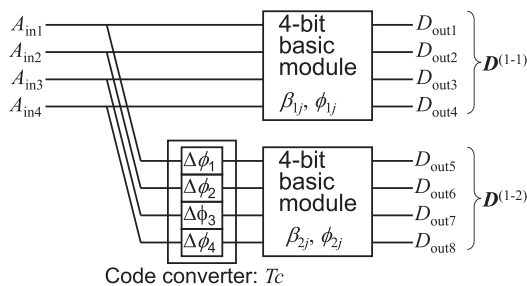 A_in1
A_in2
A_in3
A_in4
4-bit
basic
module
β_1j, ϕ_1j
D_out1
D_out2
D_out3
D_out4
D^(1-1)
Δϕ_1
Δϕ_2
Δϕ_3
Δϕ_4
4-bit
basic
module
β_2j, ϕ_2j
D_out5
D_out6
D_out7
D_out8
D^(1-2)
Code converter: Tc